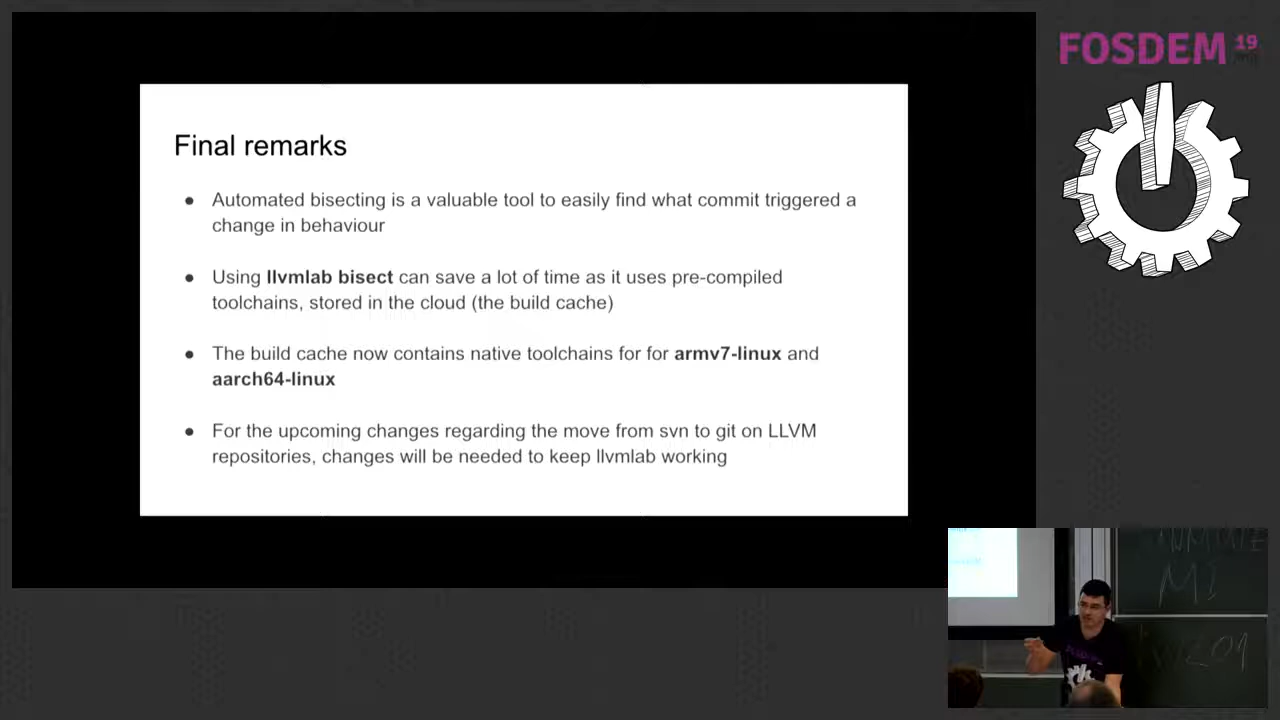 FOSDEM 19
Final remarks
● Automated bisecting is a valuable tool to easily find what commit triggered a
change in behaviour
● Using llvmlab bisect can save a lot of time as it uses pre-compiled
toolchains, stored in the cloud (the build cache)
● The build cache now contains native toolchains for for armv7-linux and
aarch64-linux
● For the upcoming changes regarding the move from svn to git on LLVM
repositories, changes will be needed to keep llvmlab working
FOSDEM